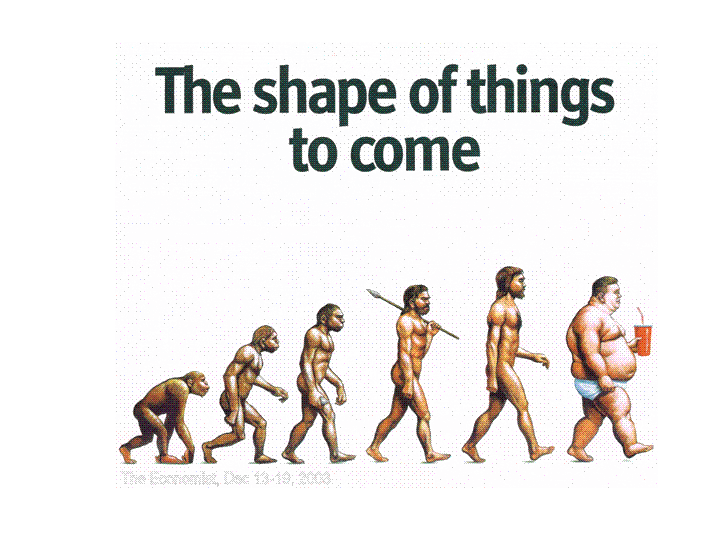 The shape of things
to come
The Economist, Dec 13-19, 2003